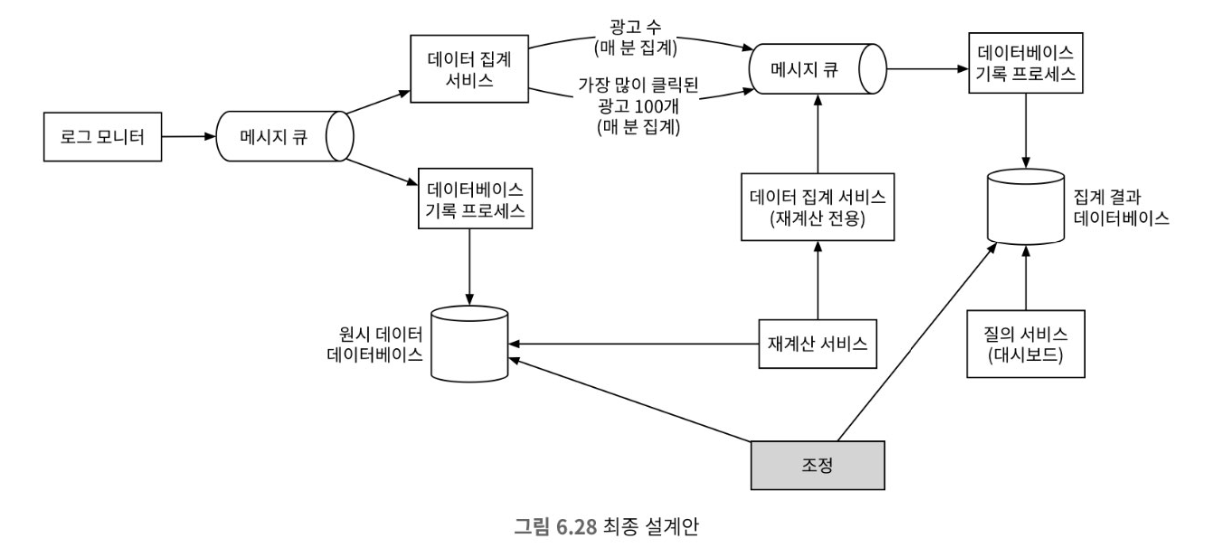 로그 모니터
메시지 큐
데이터 집계
서비스
광고 수
(매 분 집계)
가장 많이 클릭된
광고 100개
(매 분 집계)
메시지 큐
데이터베이스
기록 프로세스
데이터베이스
기록 프로세스
데이터 집계 서비스
(재계산 전용)
집계 결과
데이터베이스
원시 데이터
데이터베이스
재계산 서비스
질의 서비스
(대시보드)
조정
그림 6.28 최종 설계안